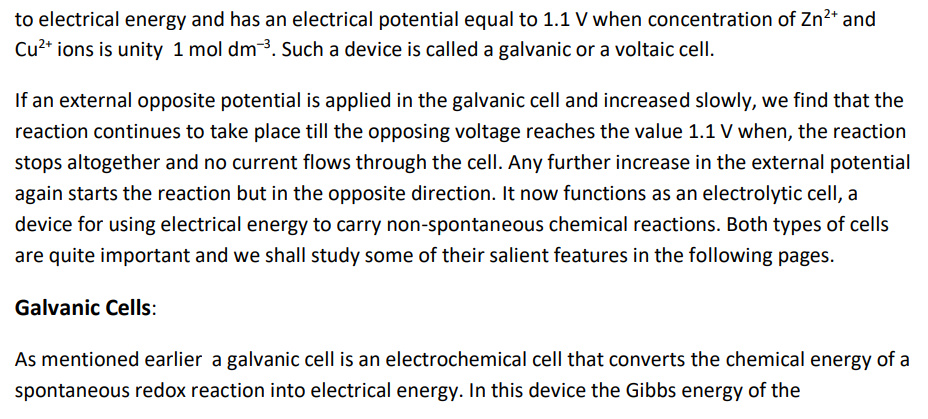 to electrical energy and has an electrical potential equal to 1.1 V when concentration of Zn²⁺ and
Cu²⁺ ions is unity  1 mol dm⁻³. Such a device is called a galvanic or a voltaic cell.
If an external opposite potential is applied in the galvanic cell and increased slowly, we find that the
reaction continues to take place till the opposing voltage reaches the value 1.1 V when, the reaction
stops altogether and no current flows through the cell. Any further increase in the external potential
again starts the reaction but in the opposite direction. It now functions as an electrolytic cell, a
device for using electrical energy to carry non-spontaneous chemical reactions. Both types of cells
are quite important and we shall study some of their salient features in the following pages.
Galvanic Cells:
As mentioned earlier  a galvanic cell is an electrochemical cell that converts the chemical energy of a
spontaneous redox reaction into electrical energy. In this device the Gibbs energy of the